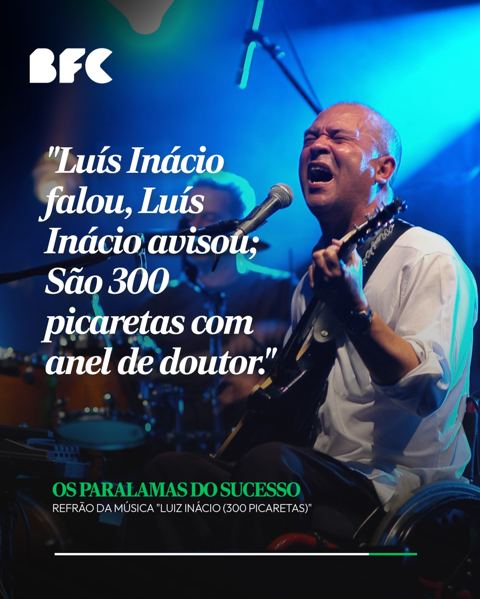 BFC
"Luís Inácio
falou, Luís
Inácio avisou;
São 300
picaretas com
anel de doutor."
OS PARALAMAS DO SUCESSO
REFRÃO DA MÚSICA "LUIZ INÁCIO (300 PICARETAS)"